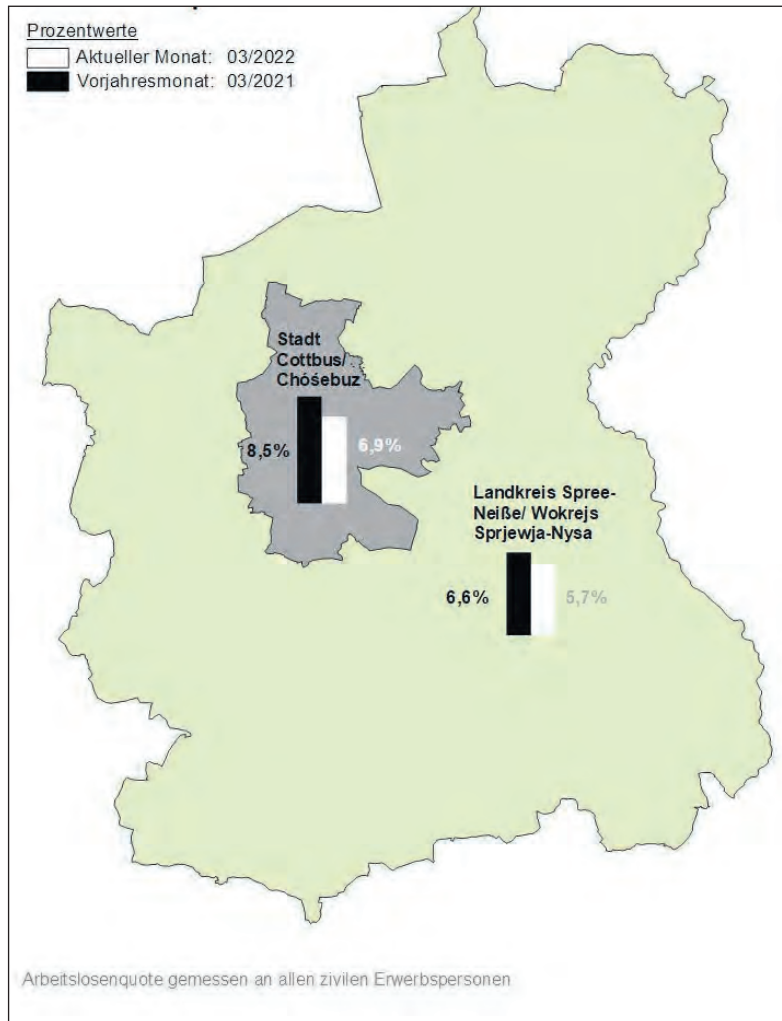 Prozentwerte
Aktueller Monat: 03/2022
Vorjahresmonat: 03/2021
Stadt
Cottbus/
Chóśebuz
8,5%
6,9%
Landkreis Spree-
Neiße/ Wokrejs
Sprjewja-Nysa
6,6%
5,7%
Arbeitslosenquote gemessen an allen zivilen Erwerbspersonen